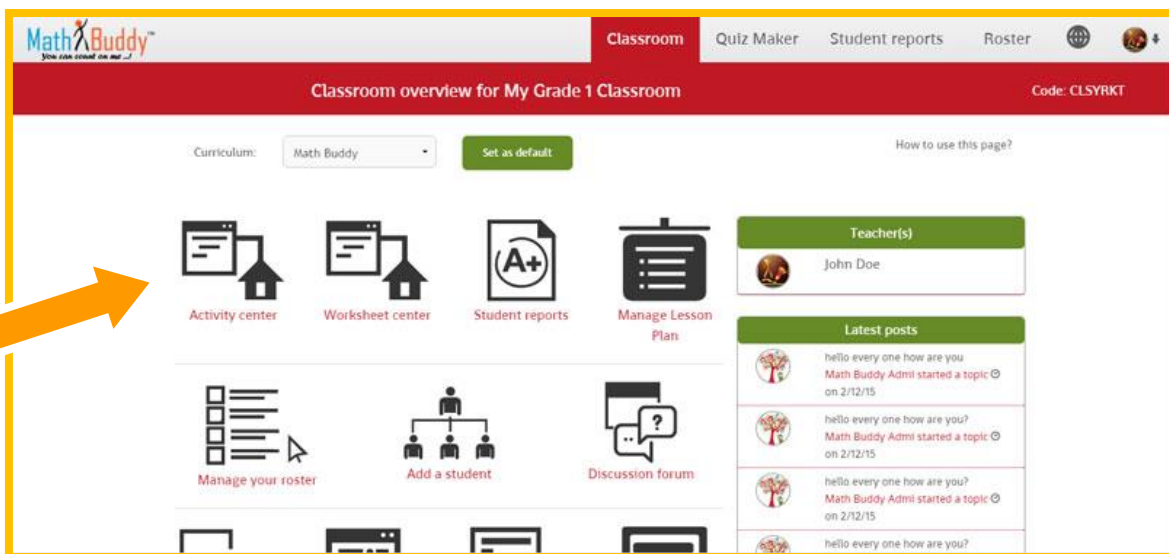 Math Buddy™
You can count on me ...!
Classroom
Quiz Maker
Student reports
Roster
Classroom overview for My Grade 1 Classroom
Code: CLSYRKT
Curriculum:
Math Buddy
Set as default
How to use this page?
A+
Activity center
Worksheet center
Student reports
Manage Lesson
Plan
?
Manage your roster
Add a student
Discussion forum
Teacher(s)
John Doe
Latest posts
hello every one how are you
Math Buddy Admi started a topic
on 2/12/15
hello every one how are you?
Math Buddy Admi started a topic
on 2/12/15
hello every one how are you?
Math Buddy Admi started a topic
on 2/12/15
hello every one how are you?